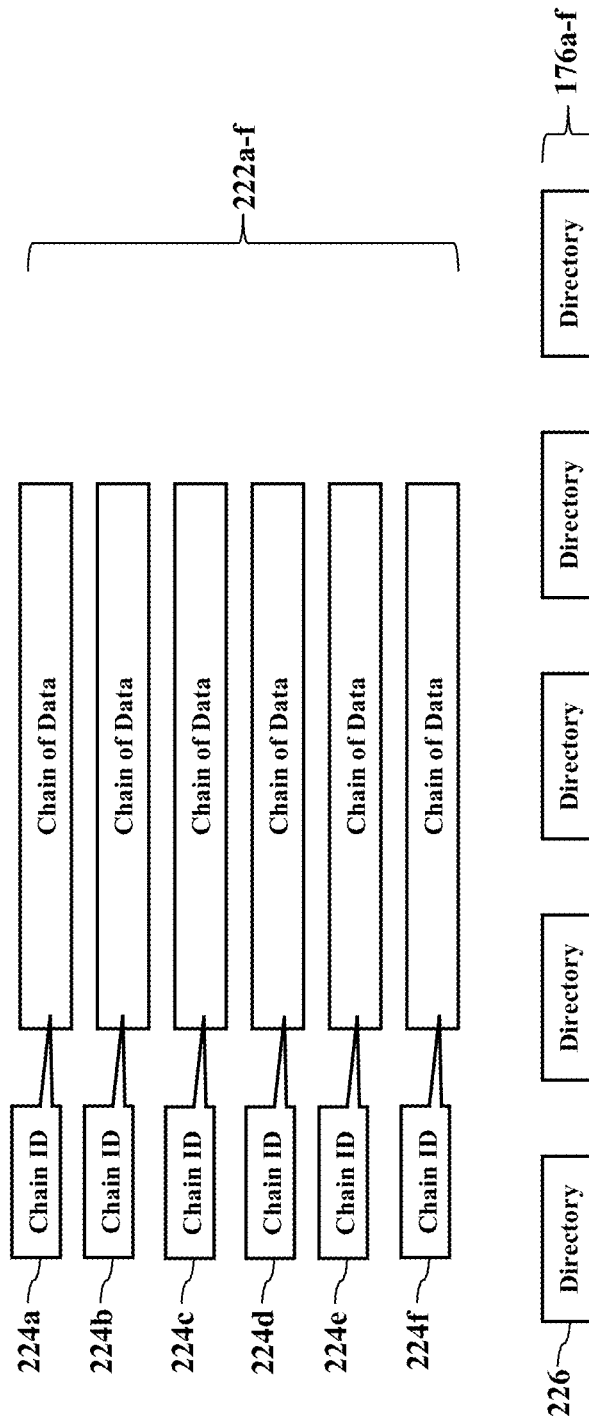 224a Chain ID Chain of Data
224b Chain ID Chain of Data
224c Chain ID Chain of Data
224d Chain ID Chain of Data
224e Chain ID Chain of Data
224f Chain ID Chain of Data
222a-f
226 Directory Directory Directory Directory Directory 176a-f